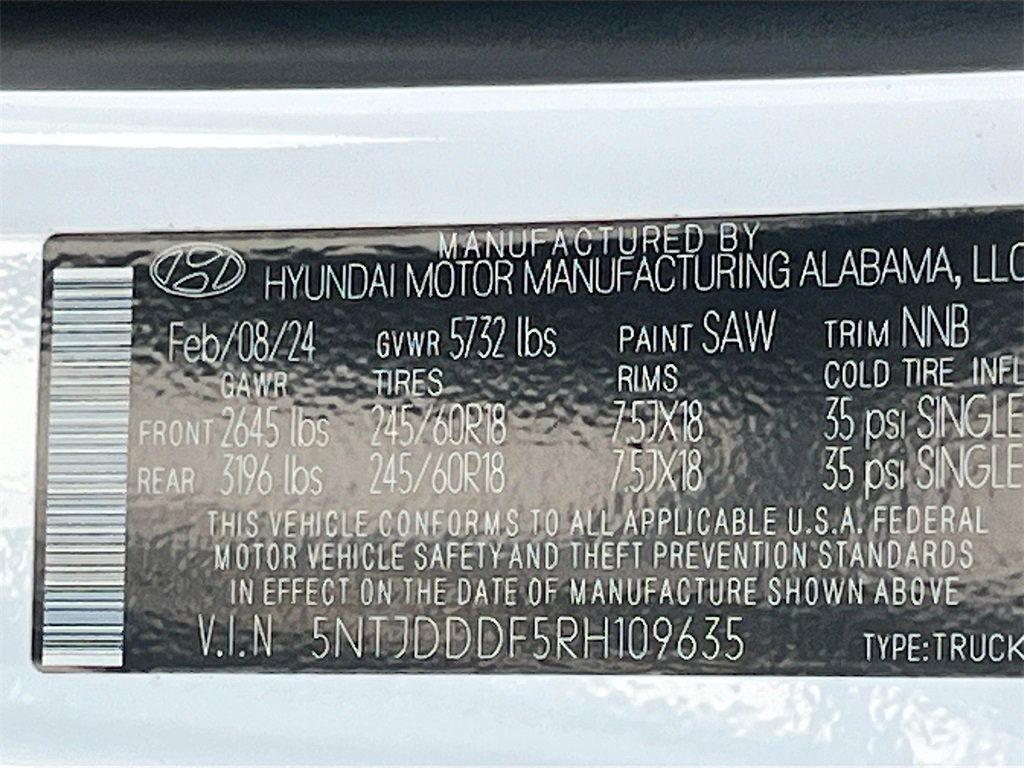 MANUFACTURED BY
HYUNDAI MOTOR MANUFACTURING ALABAMA, LLC
Feb/08/24 GVWR 5732 lbs PAINT SAW TRIM NNB
GAWR TIRES RIMS COLD TIRE INFL
FRONT 2645 lbs 245/60R18 7.5JX18 35 psi SINGLE
REAR 3196 lbs 245/60R18 7.5JX18 35 psi SINGLE
THIS VEHICLE CONFORMS TO ALL APPLICABLE U.S.A. FEDERAL
MOTOR VEHICLE SAFETY AND THEFT PREVENTION STANDARDS
IN EFFECT ON THE DATE OF MANUFACTURE SHOWN ABOVE
V.I.N 5NTJDDDF5RH109635 TYPE:TRUCK